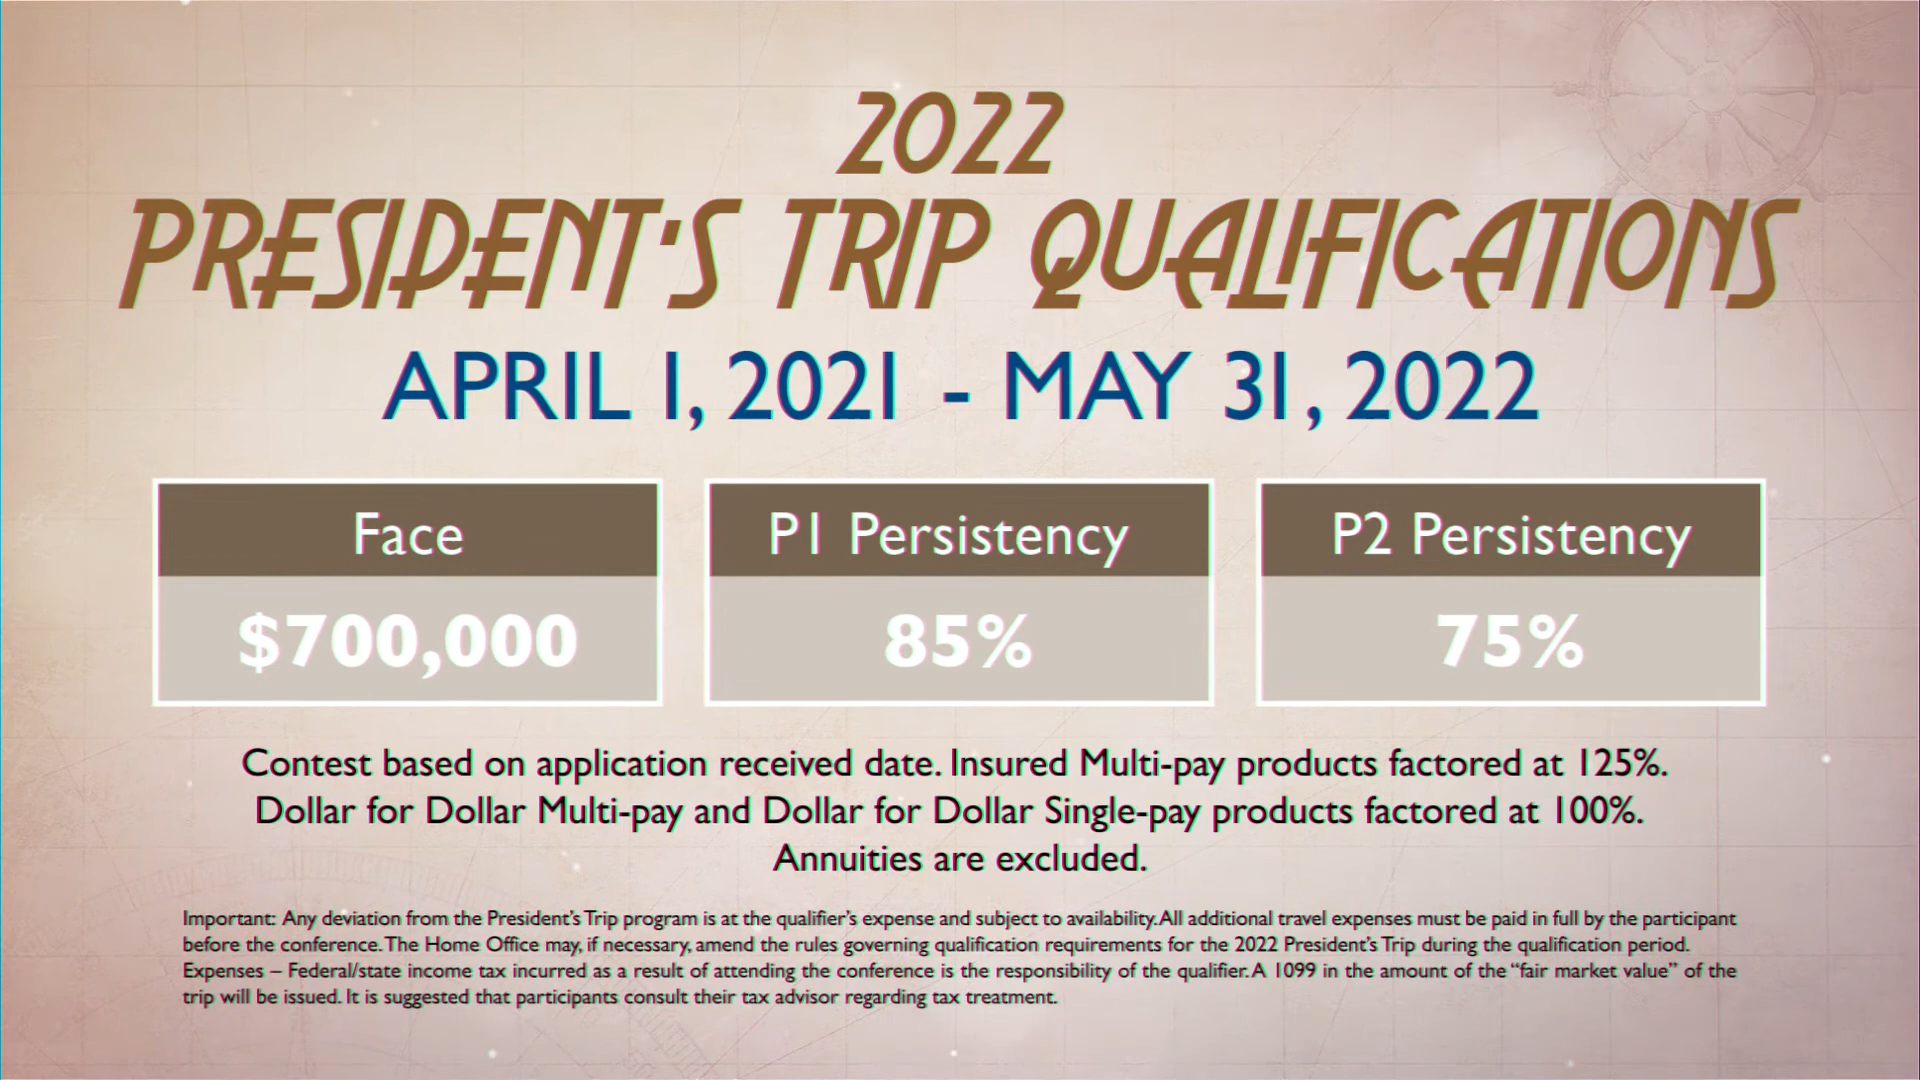 2022
PRESIDENT'S TRIP QUALIFICATIONS
APRIL 1, 2021 - MAY 31, 2022
Face
$700,000
P1 Persistency
85%
P2 Persistency
75%
Contest based on application received date. Insured Multi-pay products factored at 125%.
Dollar for Dollar Multi-pay and Dollar for Dollar Single-pay products factored at 100%.
Annuities are excluded.
Important: Any deviation from the President's Trip program is at the qualifier's expense and subject to availability. All additional travel expenses must be paid in full by the participant
before the conference. The Home Office may, if necessary, amend the rules governing qualification requirements for the 2022 President's Trip during the qualification period.
Expenses – Federal/state income tax incurred as a result of attending the conference is the responsibility of the qualifier. A 1099 in the amount of the “fair market value” of the
trip will be issued. It is suggested that participants consult their tax advisor regarding tax treatment.